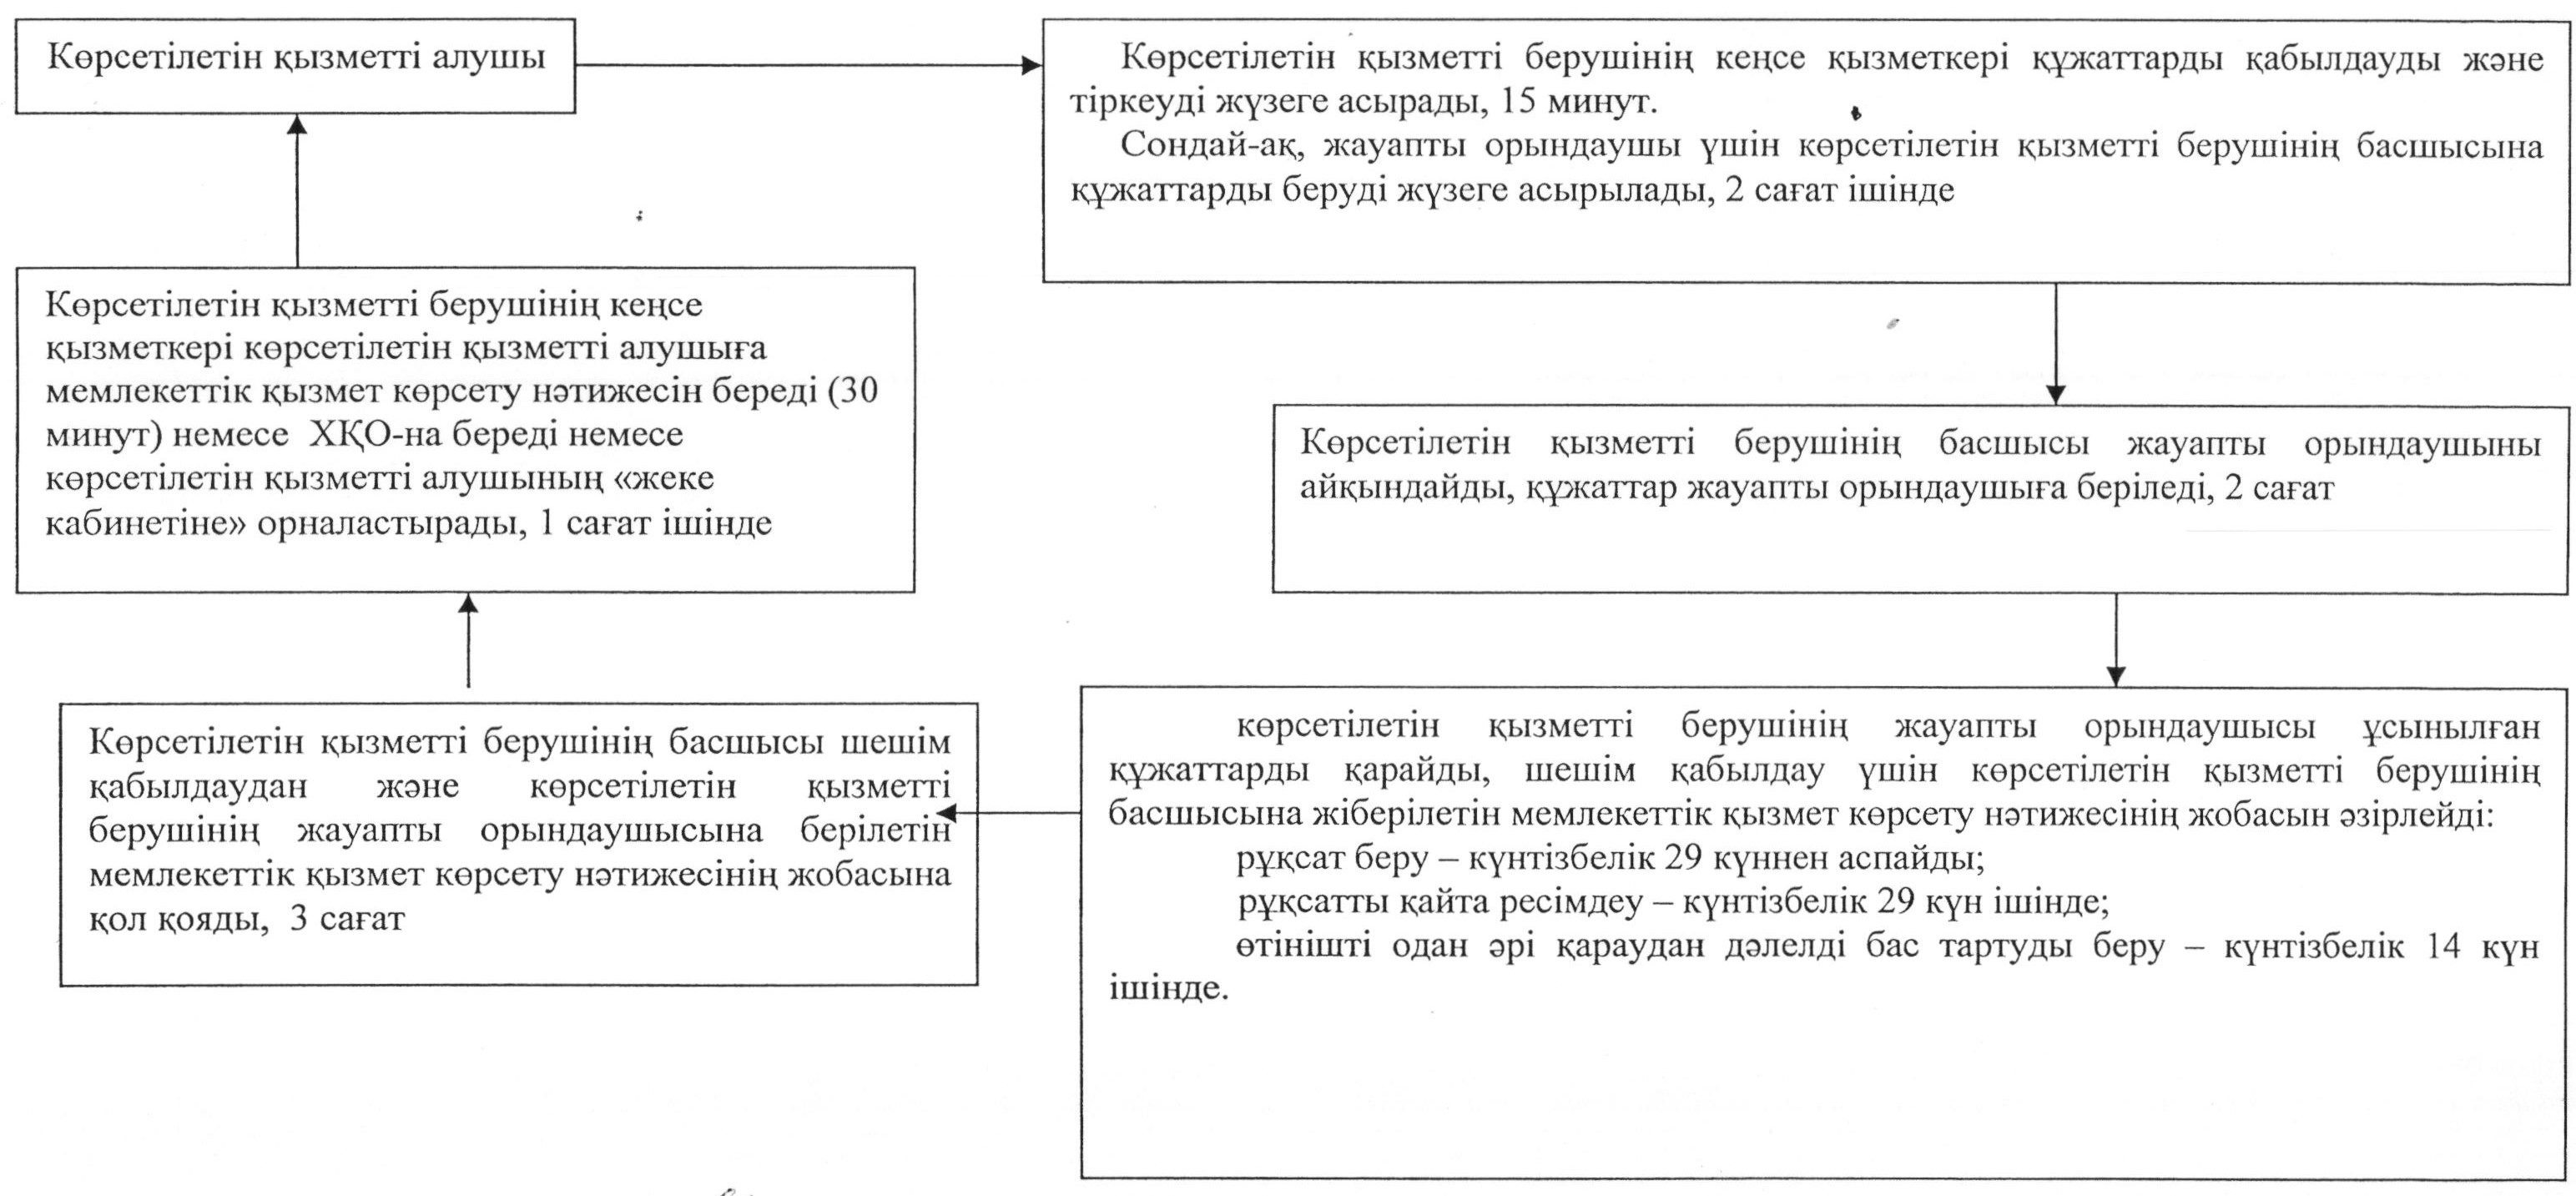 Көрсетілетін қызметті алушы
Көрсетілетін қызметті берушінің кеңсе қызметкері құжаттарды қабылдауды және
тіркеуді жүзеге асырады, 15 минут.
Сондай-ақ, жауапты орындаушы үшін көрсетілетін қызметті берушінің басшысына
құжаттарды беруді жүзеге асырылады, 2 сағат ішінде
Көрсетілетін қызметті берушінің басшысы жауапты орындаушыны
айқындайды, құжаттар жауапты орындаушыға беріледі, 2 сағат
көрсетілетін қызметті берушінің жауапты орындаушысы ұсынылған
құжаттарды қарайды, шешім қабылдау үшін көрсетілетін қызметті берушінің
басшысына жіберілетін мемлекеттік қызмет көрсету нәтижесінің жобасын әзірлейді:
рұқсат беру – күнтізбелік 29 күннен аспайды;
рұқсатты қайта ресімдеу – күнтізбелік 29 күн ішінде;
өтінішті одан әрі қараудан дәлелді бас тартуды беру – күнтізбелік 14 күн
ішінде.
Көрсетілетін қызметті берушінің басшысы шешім
қабылдаудан және көрсетілетін қызметті
берушінің жауапты орындаушысына берілетін
мемлекеттік қызмет көрсету нәтижесінің жобасына
қол қояды, 3 сағат
Көрсетілетін қызметті берушінің кеңсе
қызметкері көрсетілетін қызметті алушыға
мемлекеттік қызмет көрсету нәтижесін береді (30
минут) немесе ХҚО-на береді немесе
көрсетілетін қызметті алушының «жеке
кабинетіне» орналастырады, 1 сағат ішінде